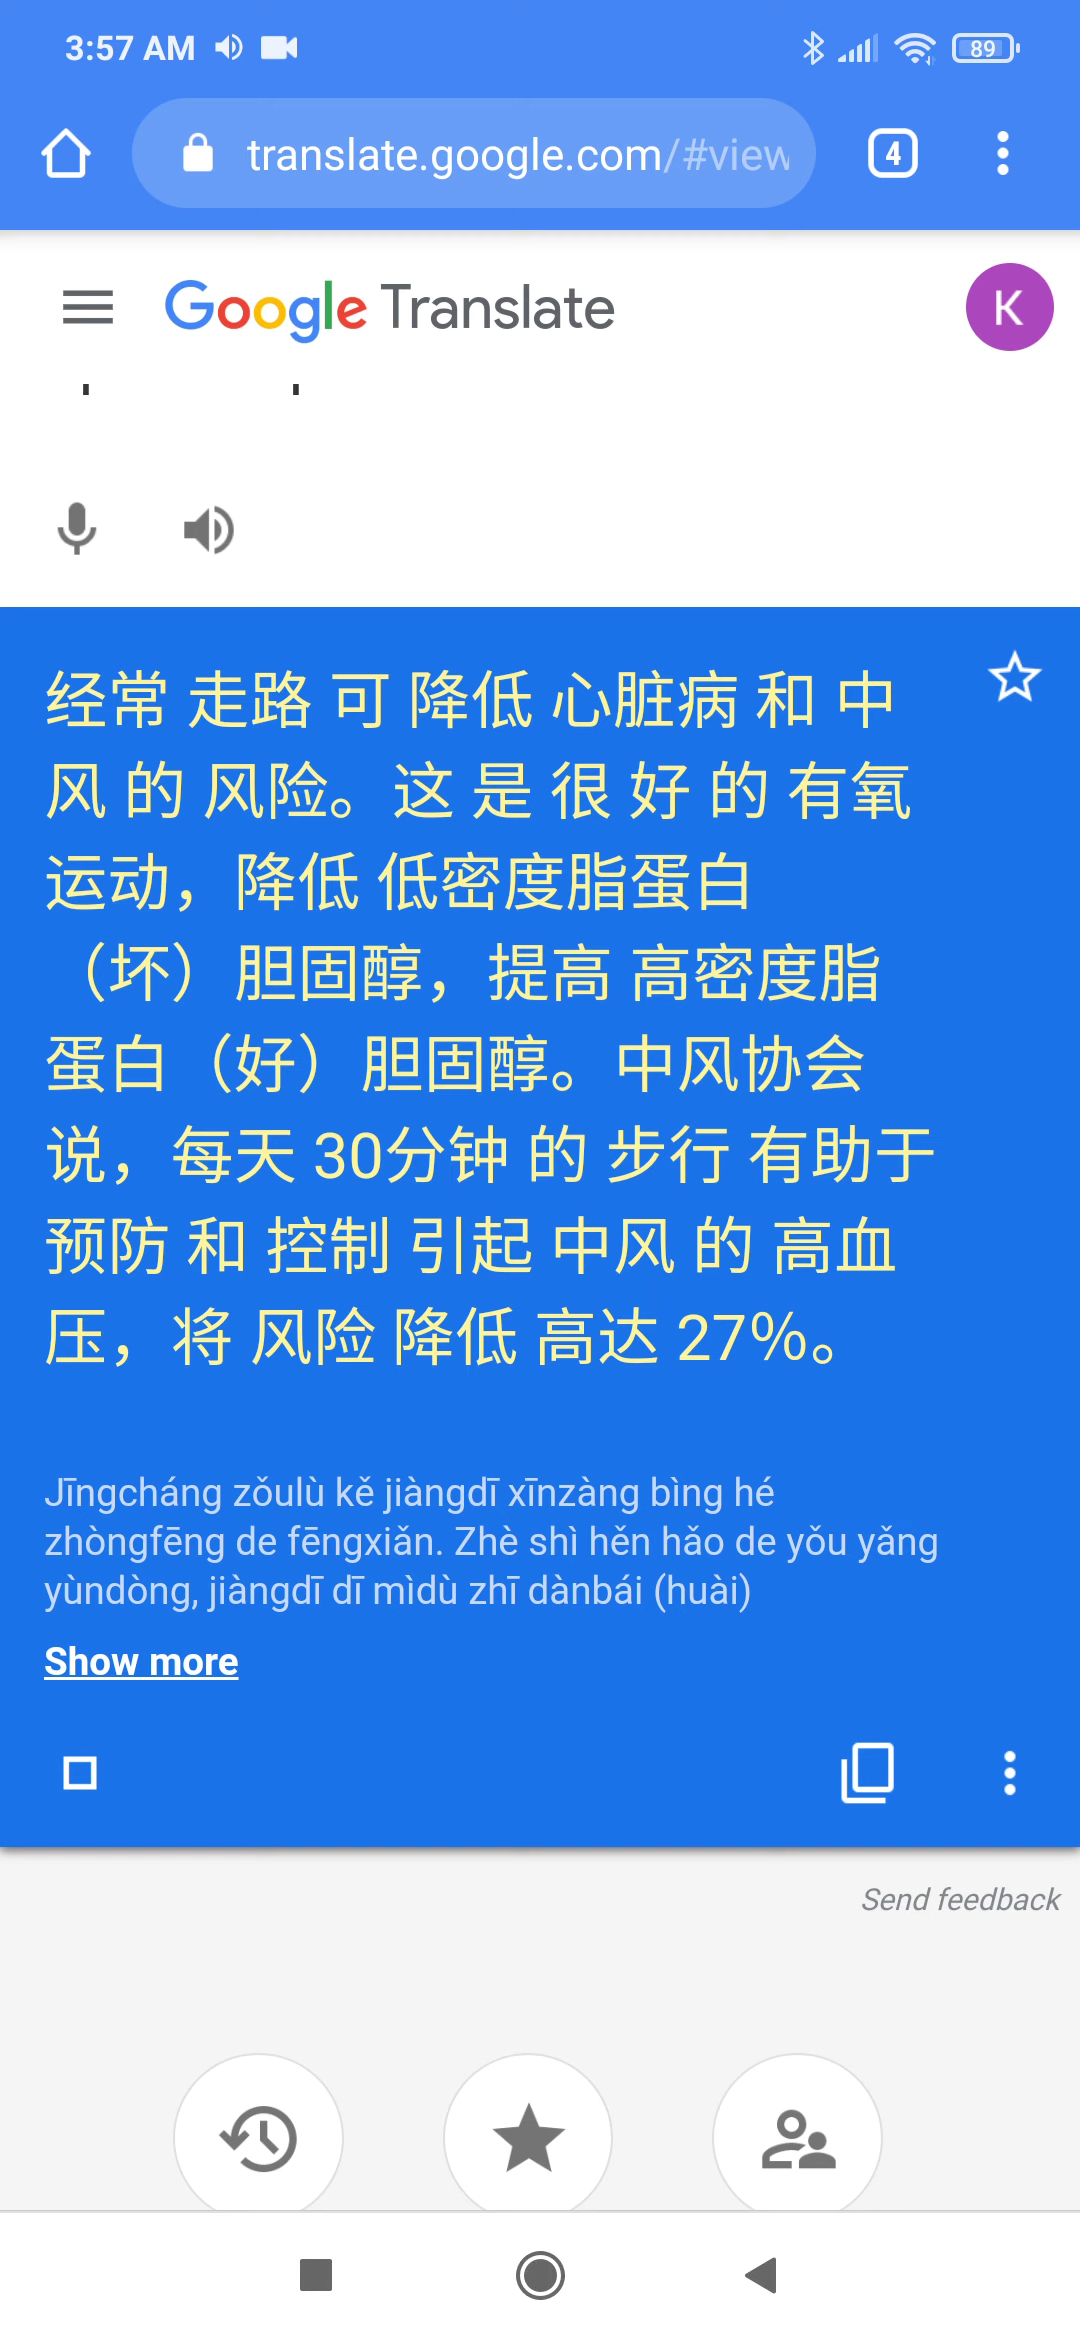 3:57 AM
89
translate.google.com/#view
4
Google Translate
K
经常 走路 可 降低 心脏病 和 中
风 的 风险。这 是 很 好 的 有氧
运动，降低 低密度脂蛋白
（坏）胆固醇，提高 高密度脂
蛋白（好）胆固醇。中风协会
说，每天 30分钟 的 步行 有助于
预防 和 控制 引起 中风 的 高血
压，将 风险 降低 高达 27％。
Jīngcháng zǒulù kě jiàngdī xīnzàng bìng hé
zhòngfēng de fēngxiǎn. Zhè shì hěn hǎo de yǒu yǎng
yùndòng, jiàngdī dī mìdù zhī dànbái (huài)
Show more
Send feedback